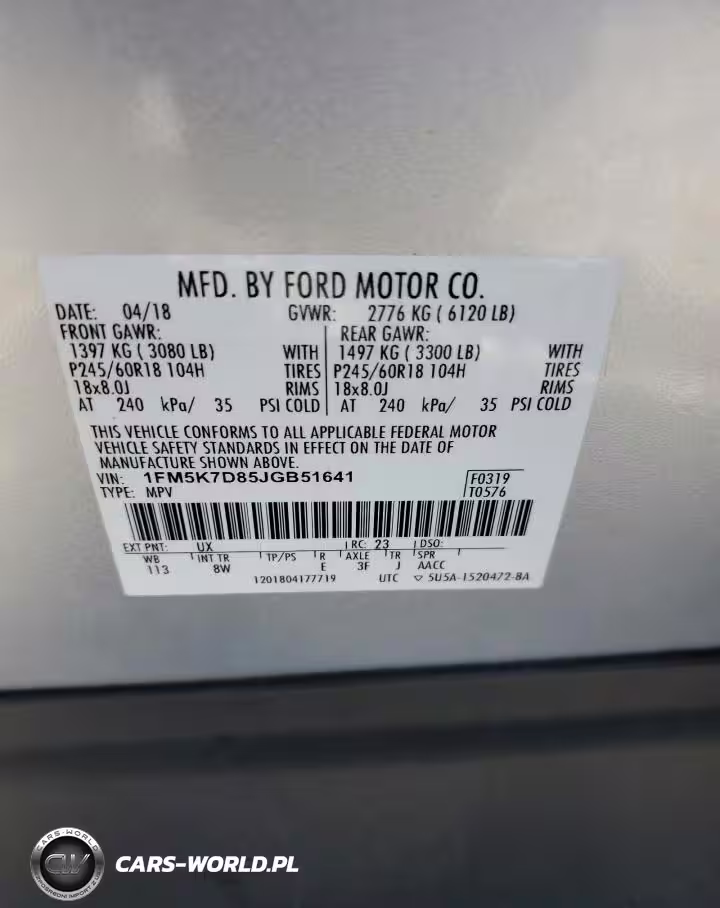 MFD. BY FORD MOTOR CO.
DATE: 04/18 GVWR: 2776 KG ( 6120 LB)
FRONT GAWR: REAR GAWR:
1397 KG ( 3080 LB) WITH 1497 KG ( 3300 LB) WITH
P245/60R18 104H TIRES P245/60R18 104H TIRES
18x8.0J RIMS 18x8.0J RIMS
AT 240 kPa/ 35 PSI COLD AT 240 kPa/ 35 PSI COLD
THIS VEHICLE CONFORMS TO ALL APPLICABLE FEDERAL MOTOR
VEHICLE SAFETY STANDARDS IN EFFECT ON THE DATE OF
MANUFACTURE SHOWN ABOVE.
VIN: 1FM5K7D85JGB51641 F0319
TYPE: MPV T0576
EXT PNT: UX RC: 23 DSO:
WB INT TR TP/PS R AXLE TR SPR
113 8W E 3F J AACC
1201804177719 UTC ▽ 5U5A-1520472-8A
CARS-WORLD
CW
CARS-WORLD.PL